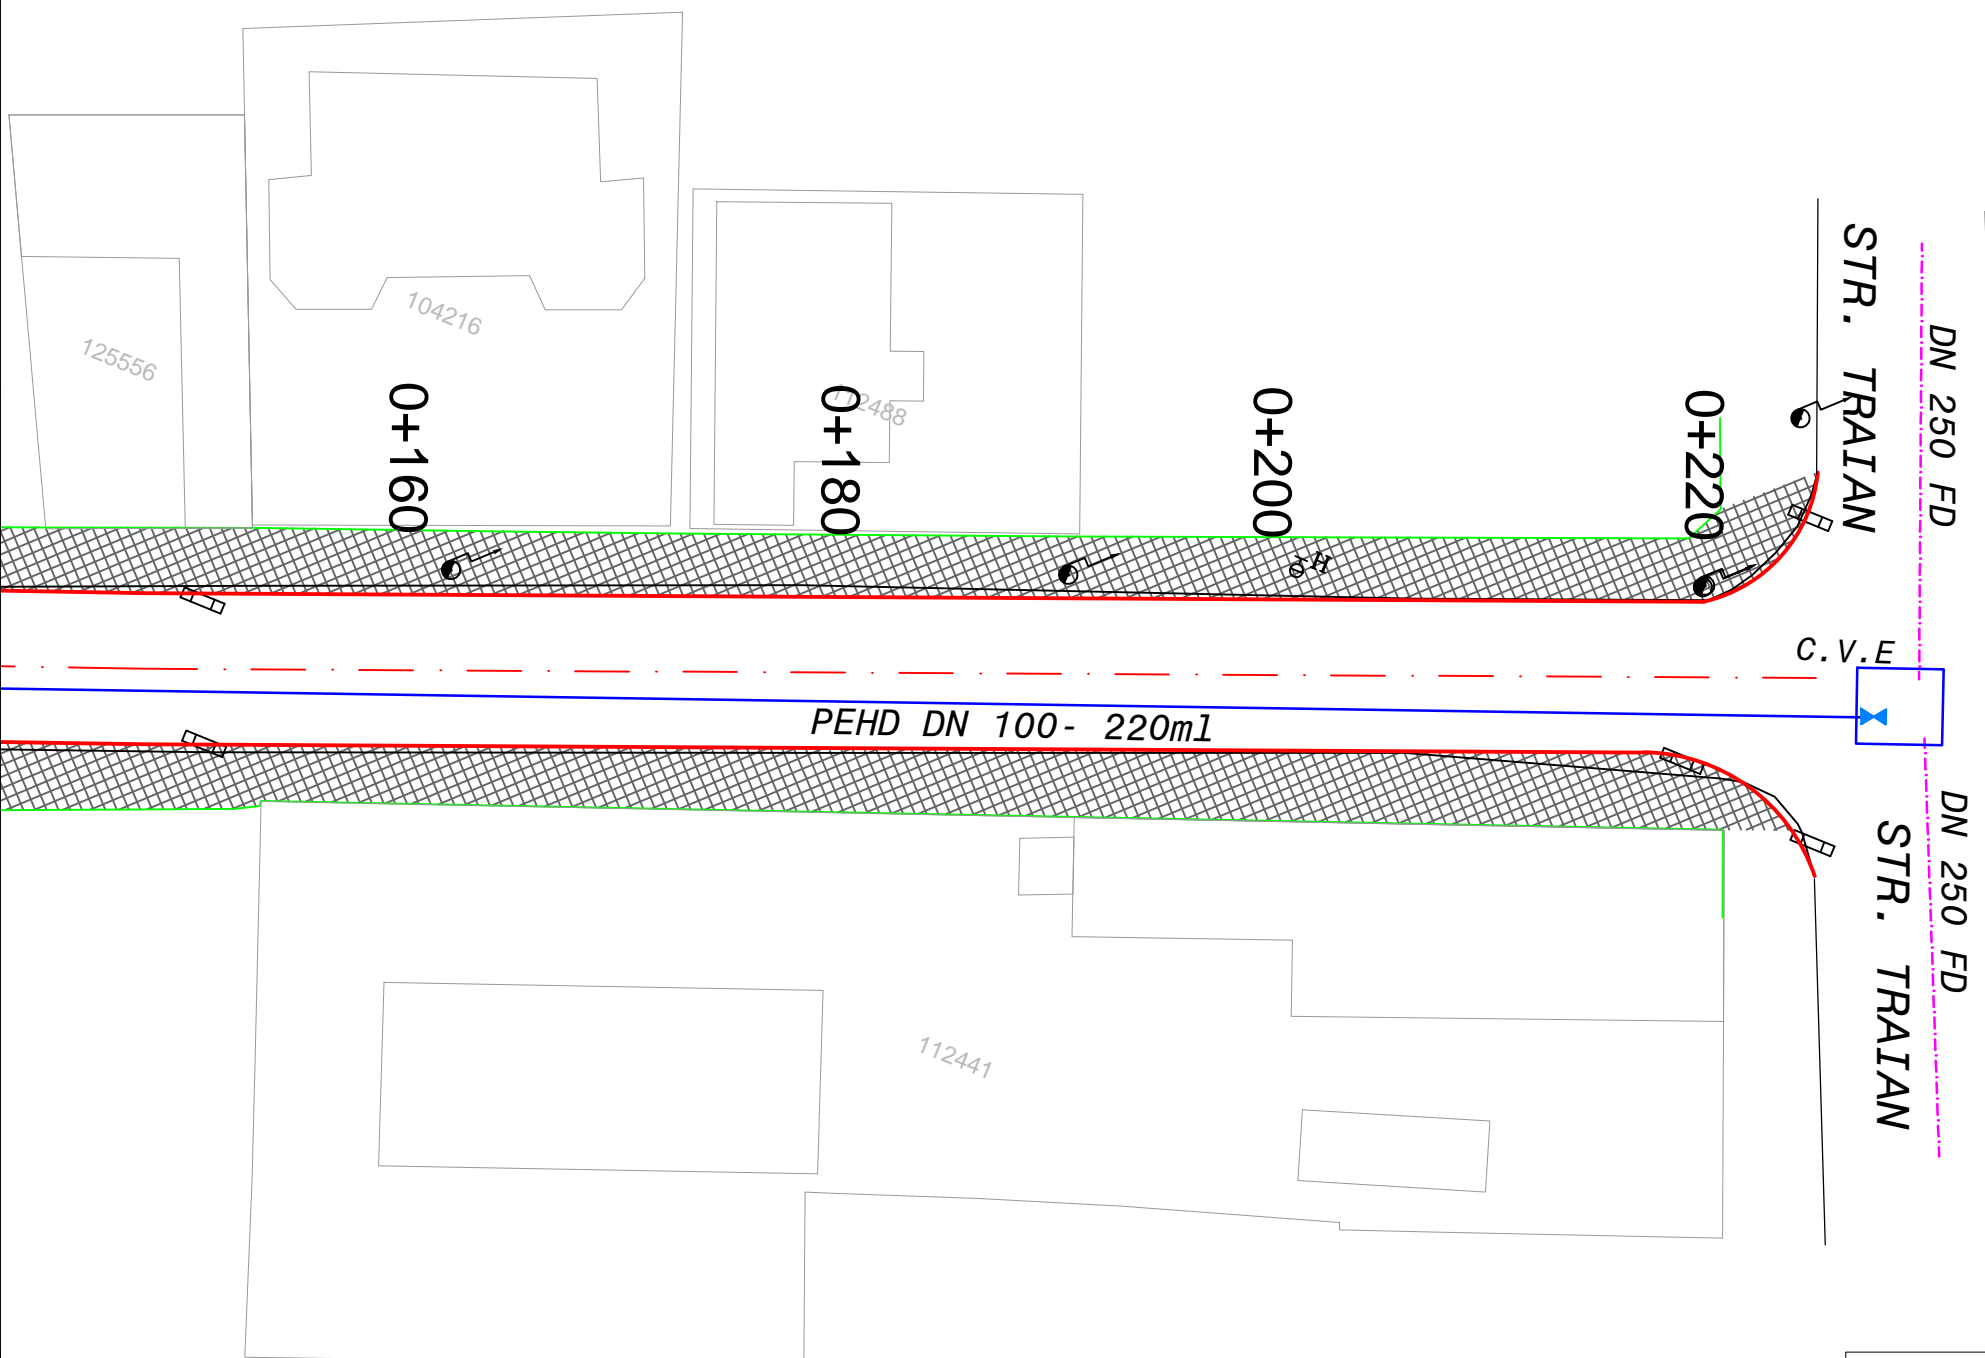 125556
104216
112488
0+160
0+180
0+200
0+220
STR. TRAIAN
DN 250 FD
H
C.V.E
PEHD DN 100- 220ml
DN 250 FD
STR. TRAIAN
112441